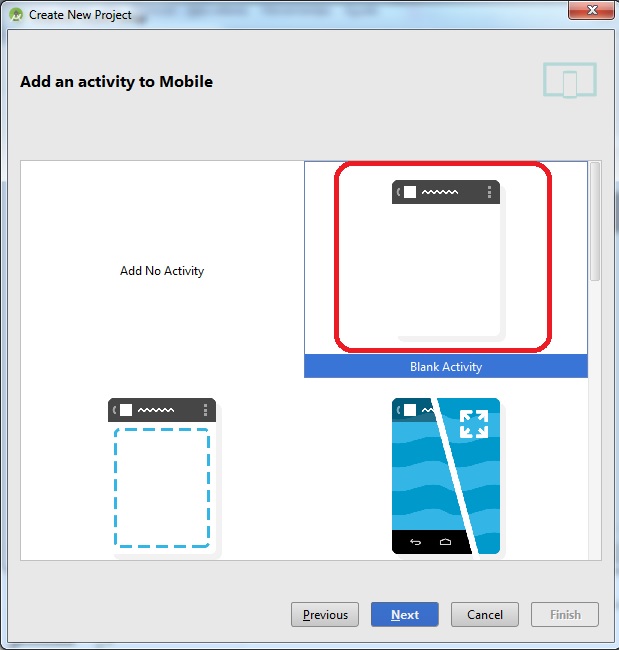 Create New Project
Add an activity to Mobile
Add No Activity
Blank Activity
Previous
Next
Cancel
Finish